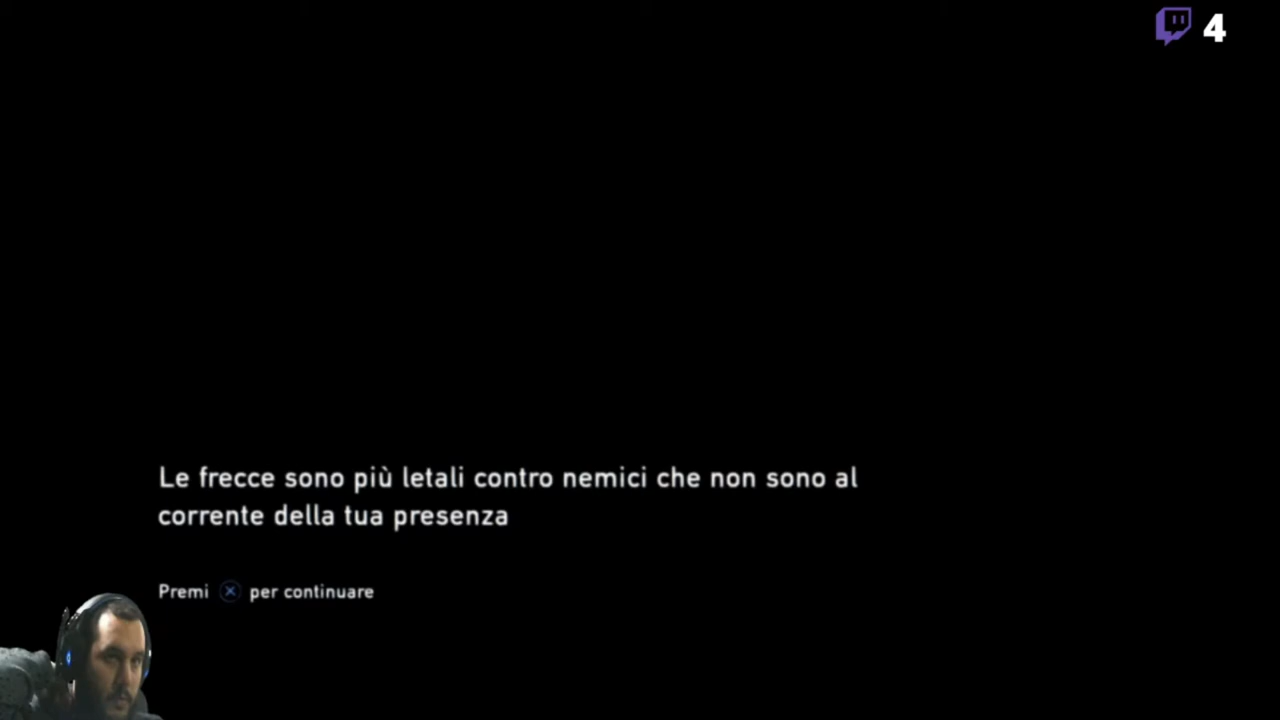 4
Le frecce sono più letali contro nemici che non sono al
corrente della tua presenza
Premi ⓧ per continuare